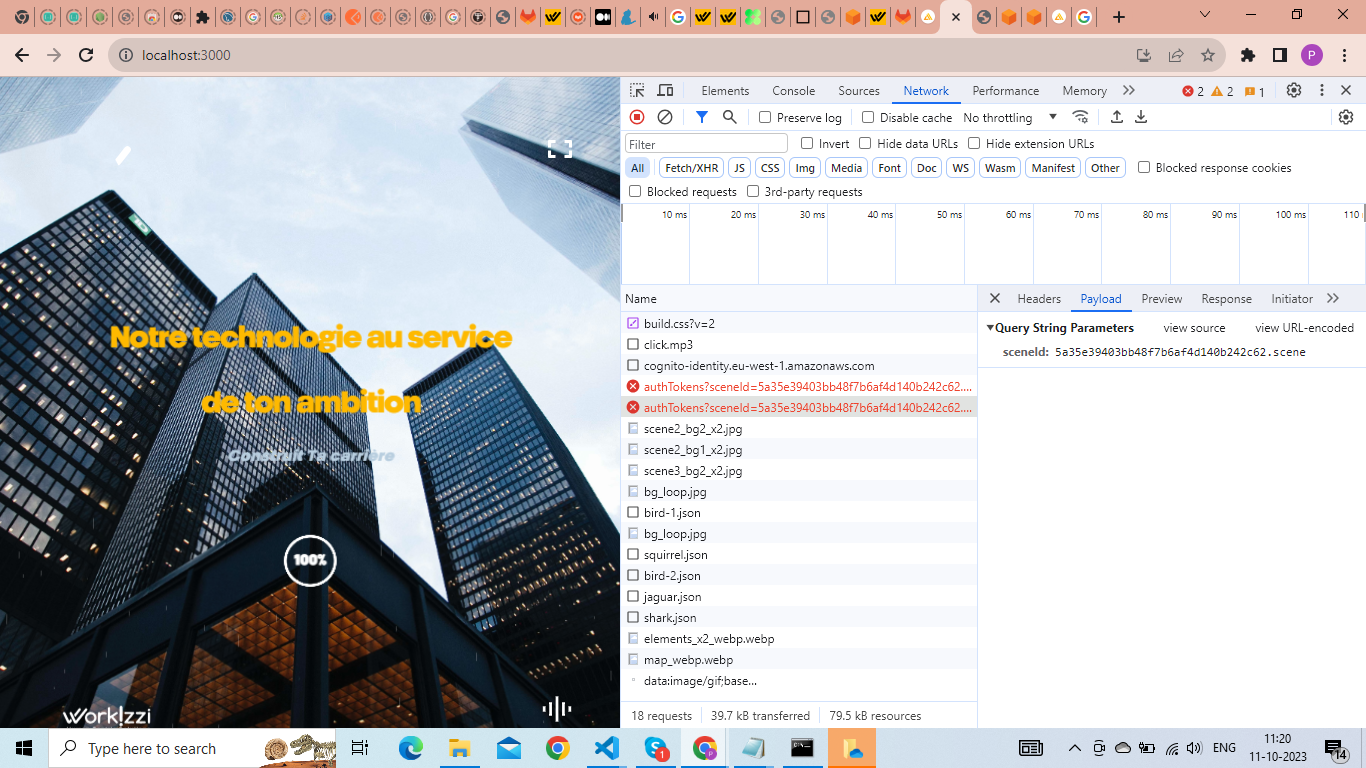 localhost:3000
P
Elements Console Sources Network Performance Memory 2 2 1
Preserve log Disable cache No throttling
Filter Invert Hide data URLs Hide extension URLs
All Fetch/XHR JS CSS Img Media Font Doc WS Wasm Manifest Other Blocked response cookies
Blocked requests 3rd-party requests
10 ms 20 ms 30 ms 40 ms 50 ms 60 ms 70 ms 80 ms 90 ms 100 ms 110
Name
build.css?v=2
click.mp3
cognito-identity.eu-west-1.amazonaws.com
authTokens?sceneId=5a35e39403bb48f7b6af4d140b242c62....
authTokens?sceneId=5a35e39403bb48f7b6af4d140b242c62....
scene2_bg2_x2.jpg
scene2_bg1_x2.jpg
scene3_bg2_x2.jpg
bg_loop.jpg
bird-1.json
bg_loop.jpg
squirrel.json
bird-2.json
jaguar.json
shark.json
elements_x2_webp.webp
map_webp.webp
data:image/gif;base...
18 requests 39.7 kB transferred 79.5 kB resources
Headers Payload Preview Response Initiator
Query String Parameters view source view URL-encoded
sceneId: 5a35e39403bb48f7b6af4d140b242c62.scene
Notre technologie au service
de ton ambition
Construit Ta carrière
100%
work!zzi
Type here to search
1
P
ENG
11:20
11-10-2023
14